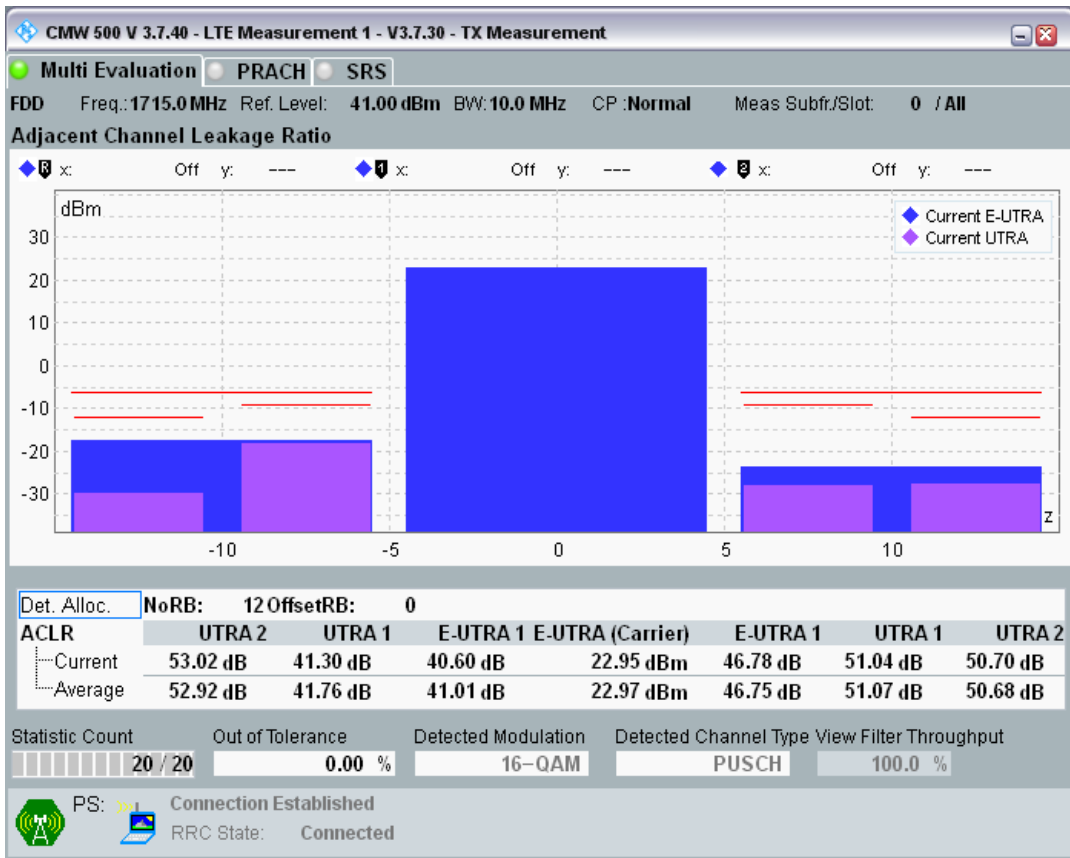 CMW 500 V 3.7.40 - LTE Measurement 1 - V3.7.30 - TX Measurement
Multi Evaluation PRACH SRS
FDD Freq.:1715.0 MHz Ref. Level: 41.00 dBm BW:10.0 MHz CP :Normal Meas Subfr./Slot: 0 / All
Adjacent Channel Leakage Ratio
R x: Off y: --- 1 x: Off y: --- 2 x: Off y: ---
dBm
Current E-UTRA
Current UTRA
30
20
10
0
-10
-20
-30
z
-10 -5 0 5 10
Det. Alloc. NoRB: 12 OffsetRB: 0
ACLR UTRA 2 UTRA 1 E-UTRA 1 E-UTRA (Carrier) E-UTRA 1 UTRA 1 UTRA 2
Current 53.02 dB 41.30 dB 40.60 dB 22.95 dBm 46.78 dB 51.04 dB 50.70 dB
Average 52.92 dB 41.76 dB 41.01 dB 22.97 dBm 46.75 dB 51.07 dB 50.68 dB
Statistic Count Out of Tolerance Detected Modulation Detected Channel Type View Filter Throughput
20 / 20 0.00 % 16-QAM PUSCH 100.0 %
PS: Connection Established
RRC State: Connected